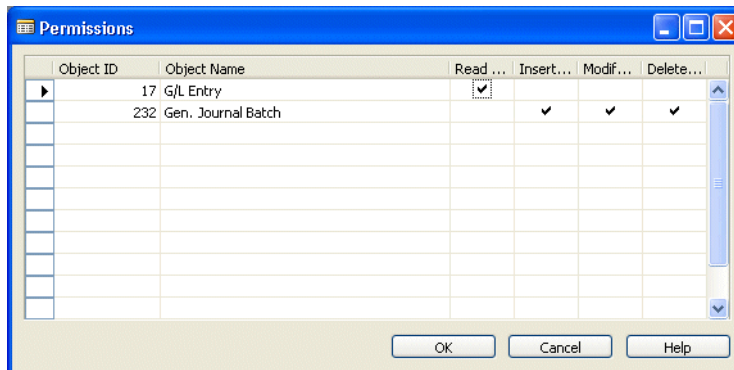 Permissions
Object ID Object Name Read ... Insert... Modif... Delete...
17 G/L Entry
232 Gen. Journal Batch
OK Cancel Help